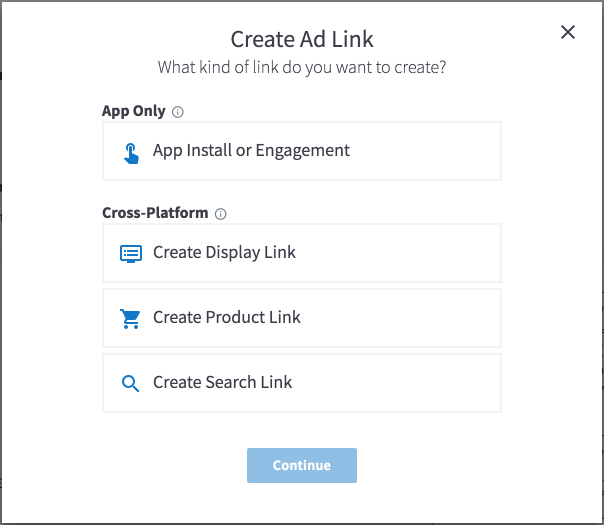 Create Ad Link
What kind of link do you want to create?
App Only
App Install or Engagement
Cross-Platform
Create Display Link
Create Product Link
Create Search Link
Continue